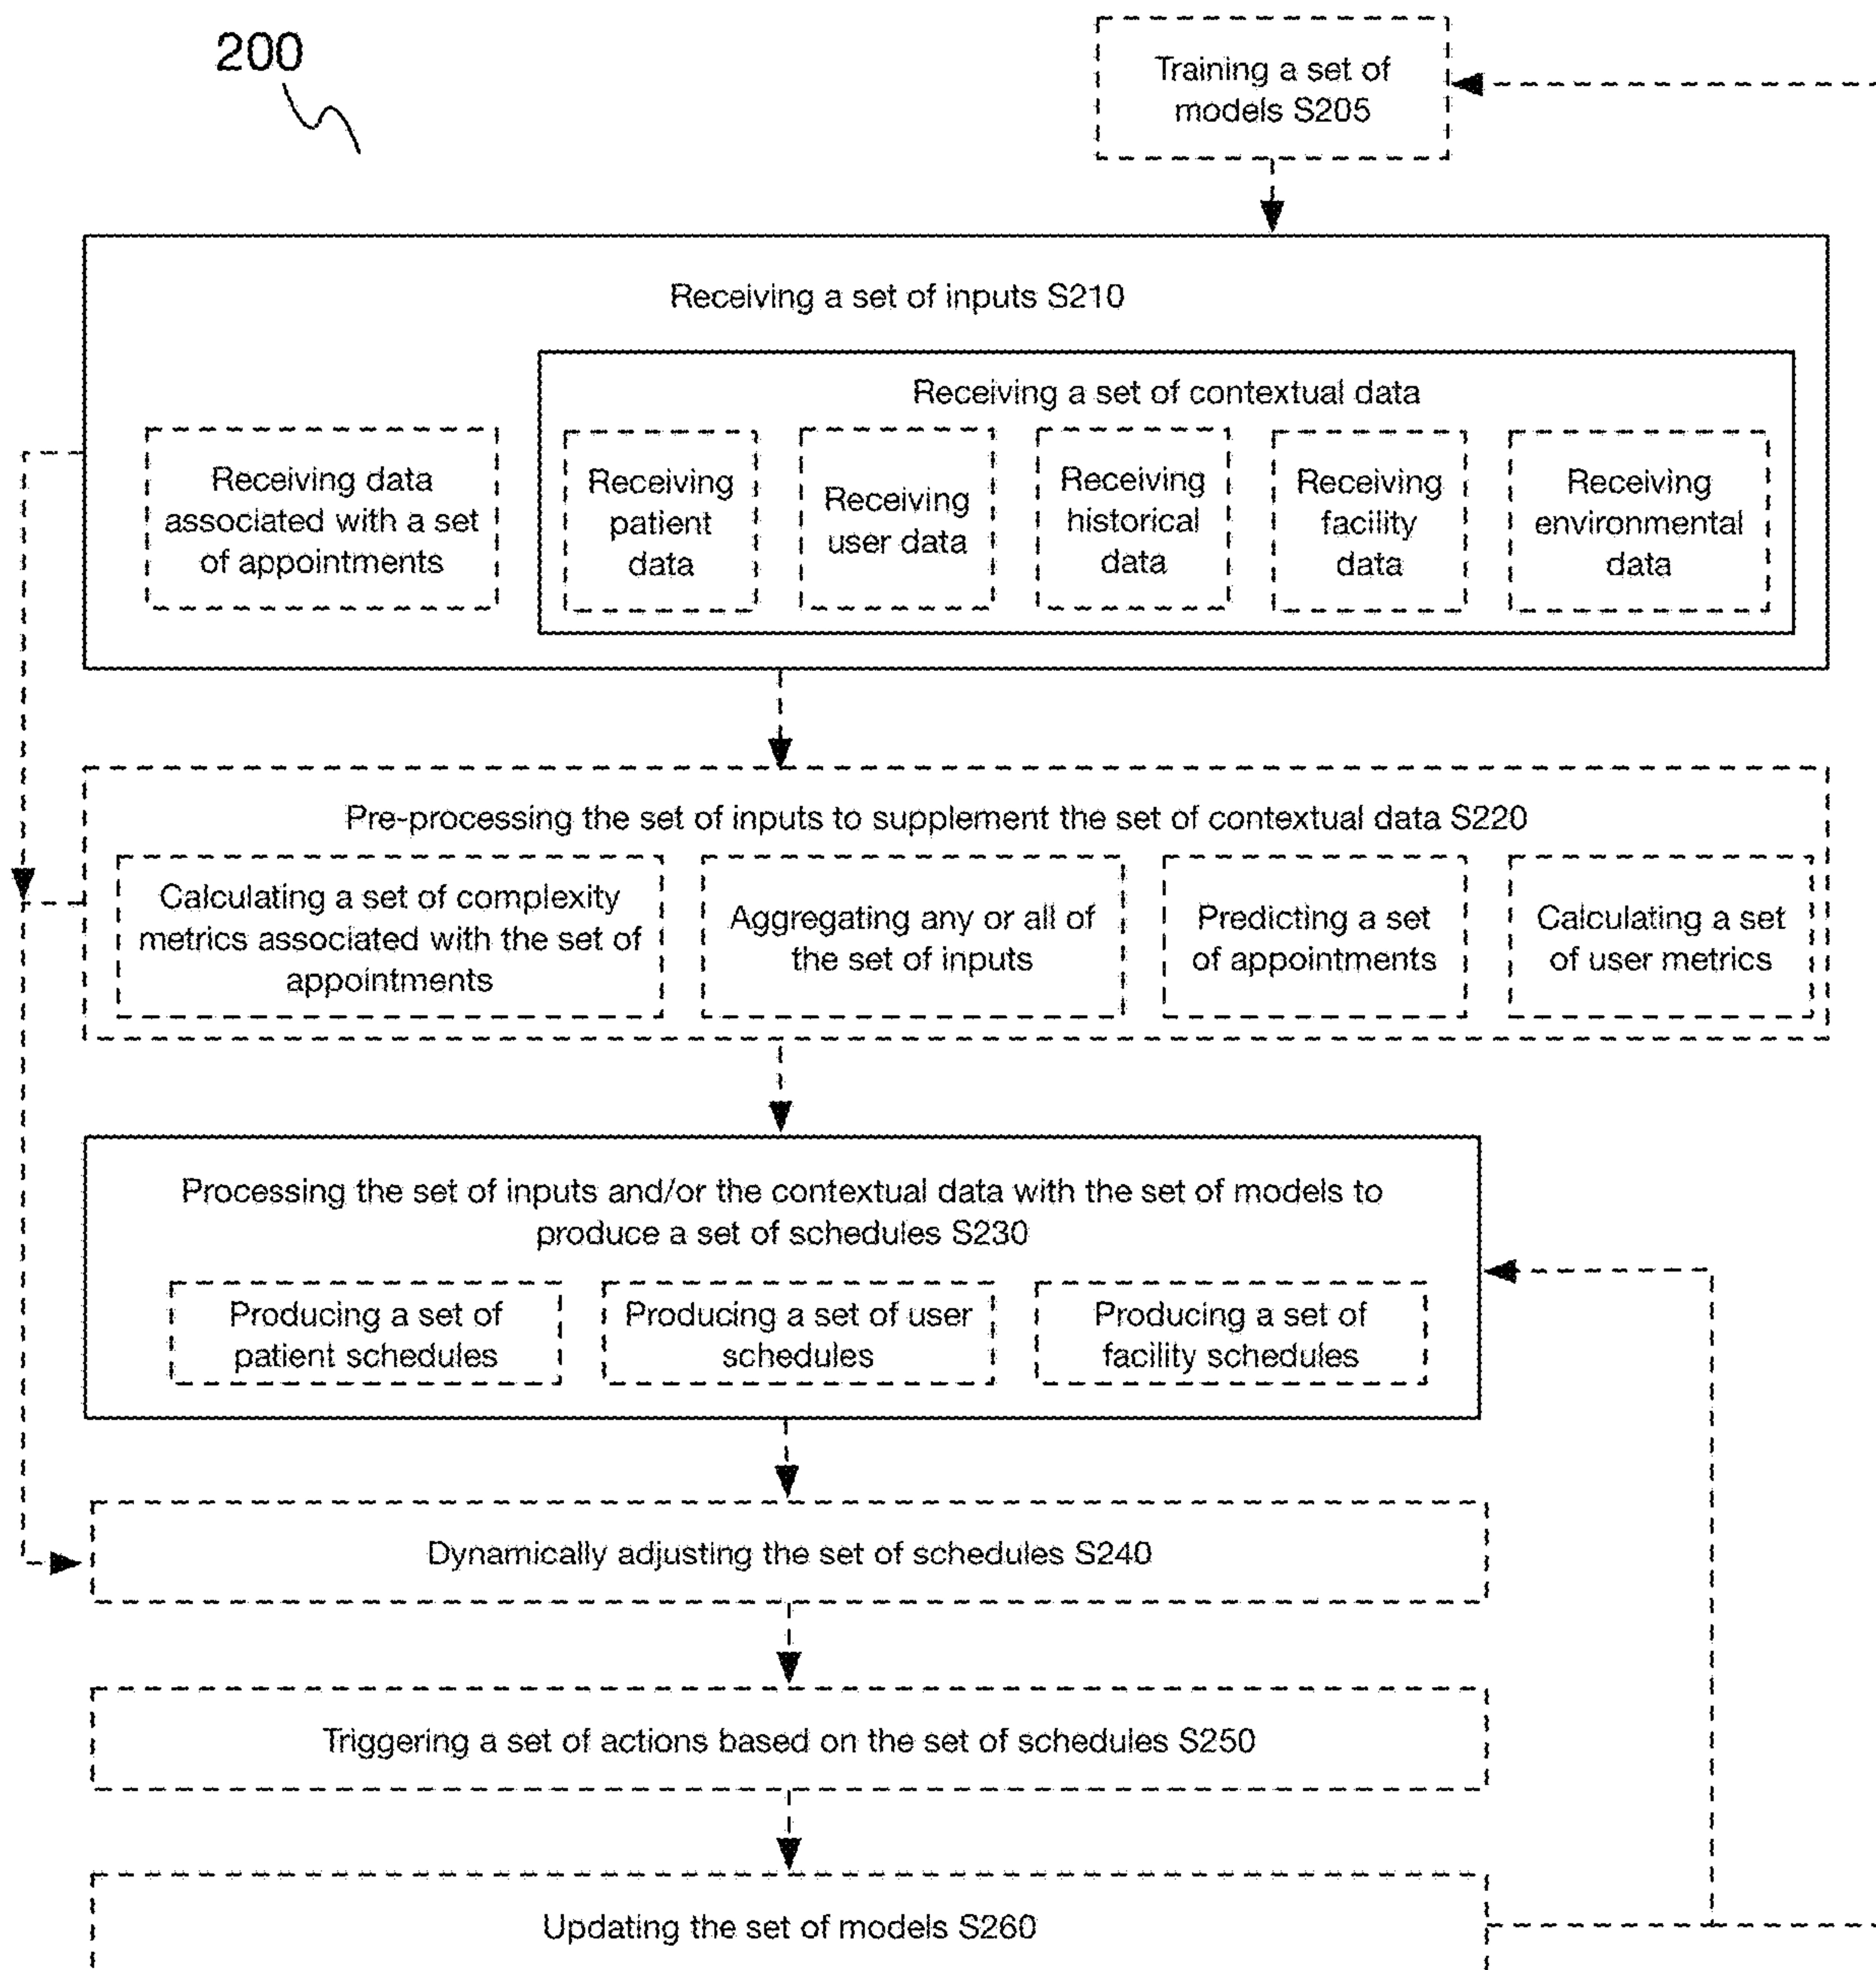 200
Training a set of
models S205
Receiving a set of inputs S210
Receiving a set of contextual data
Receiving data
associated with a set
of appointments
Receiving
patient
data
Receiving
user data
Receiving
historical
data
Receiving
facility
data
Receiving
environmental
data
Pre-processing the set of inputs to supplement the set of contextual data S220
Calculating a set of complexity
metrics associated with the set of
appointments
Aggregating any or all of
the set of inputs
Predicting a set
of appointments
Calculating a set
of user metrics
Processing the set of inputs and/or the contextual data with the set of models to
produce a set of schedules S230
Producing a set of
patient schedules
Producing a set of user
schedules
Producing a set of
facility schedules
Dynamically adjusting the set of schedules S240
Triggering a set of actions based on the set of schedules S250
Updating the set of models S260